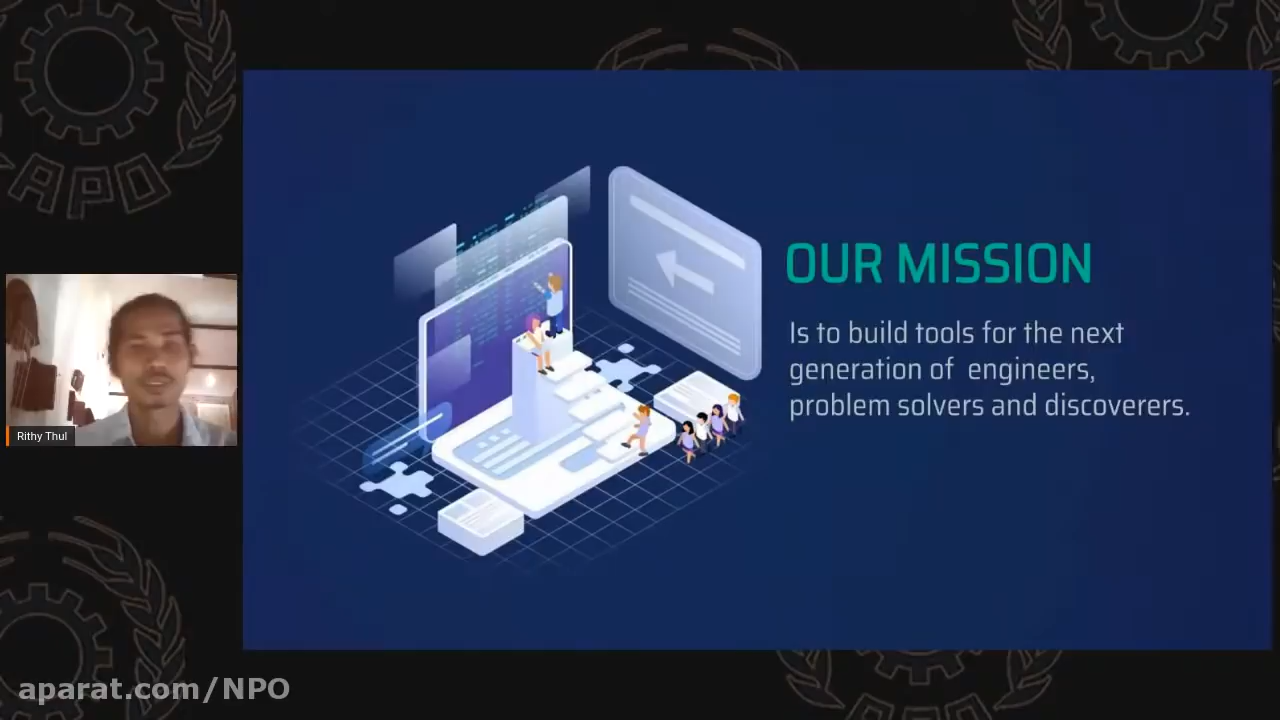 APO
OUR MISSION
Is to build tools for the next
generation of  engineers,
problem solvers and discoverers.
Rithy Thul
aparat.com/NPO